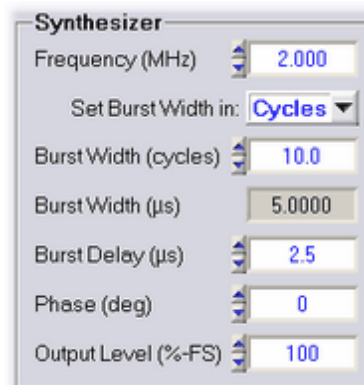 Synthesizer
Frequency (MHz) 2.000
Set Burst Width in: Cycles
Burst Width (cycles) 10.0
Burst Width (µs) 5.0000
Burst Delay (µs) 2.5
Phase (deg) 0
Output Level (%-FS) 100